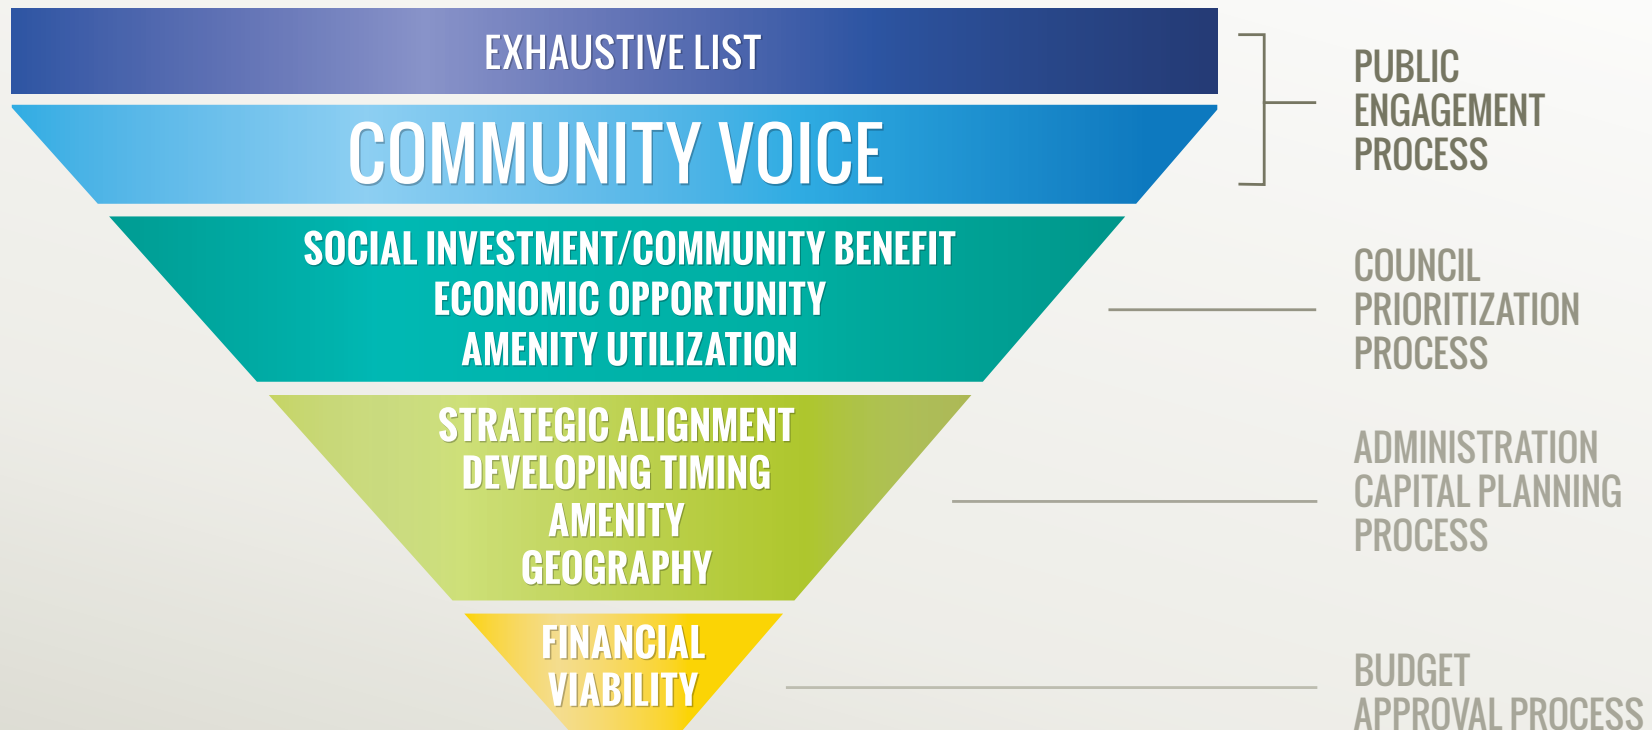 EXHAUSTIVE LIST
COMMUNITY VOICE
PUBLIC
ENGAGEMENT
PROCESS
SOCIAL INVESTMENT/COMMUNITY BENEFIT
ECONOMIC OPPORTUNITY
AMENITY UTILIZATION
COUNCIL
PRIORITIZATION
PROCESS
STRATEGIC ALIGNMENT
DEVELOPING TIMING
AMENITY
GEOGRAPHY
ADMINISTRATION
CAPITAL PLANNING
PROCESS
FINANCIAL
VIABILITY
BUDGET
APPROVAL PROCESS